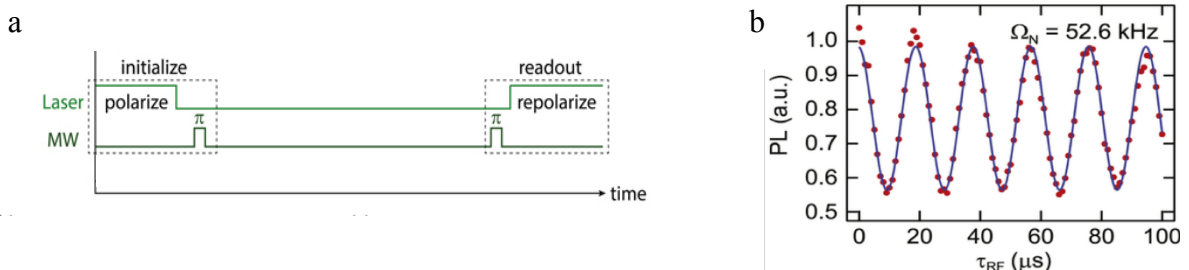 a
initialize
readout
Laser
polarize
repolarize
π
π
MW
time
b
Ω_N = 52.6 kHz
PL (a.u.)
1.0
0.9
0.8
0.7
0.6
0.5
0
20
40
60
80
100
τ_RF (μs)